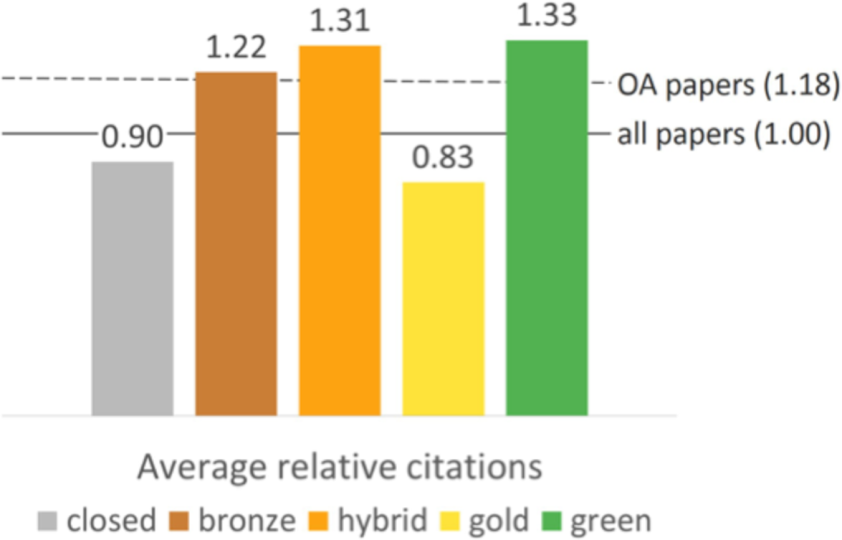 1.33
1.31
1.22
OA papers (1.18)
0.90
all papers (1.00)
0.83
Average relative citations
closed bronze hybrid gold green